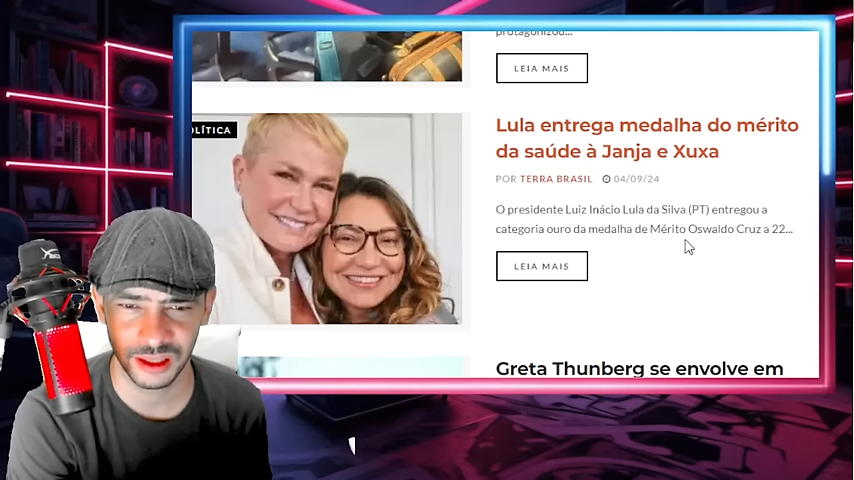 protagonizou...
LEIA MAIS
OLÍTICA
Lula entrega medalha do mérito
da saúde à Janja e Xuxa
POR TERRA BRASIL 04/09/24
O presidente Luiz Inácio Lula da Silva (PT) entregou a
categoria ouro da medalha de Mérito Oswaldo Cruz a 22...
LEIA MAIS
Greta Thunberg se envolve em